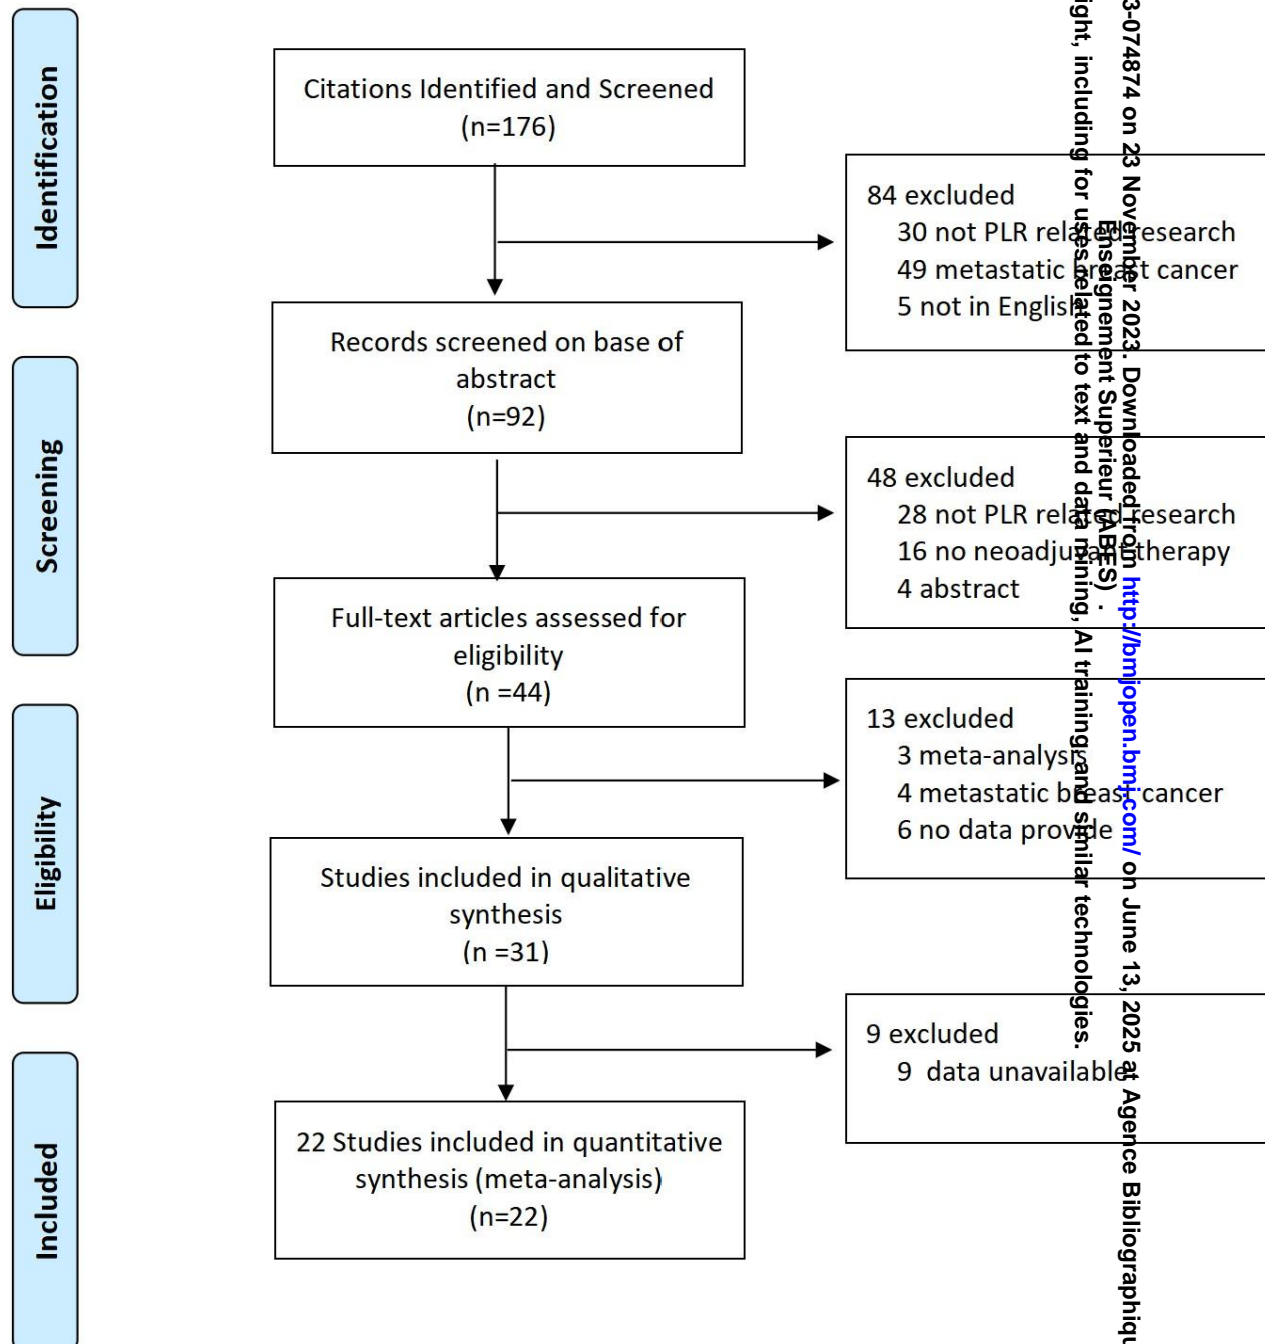 Identification
Citations Identified and Screened
(n=176)
84 excluded
30 not PLR related research
49 metastatic breast cancer
5 not in English
Records screened on base of
abstract
(n=92)
Screening
48 excluded
28 not PLR related research
16 no neoadjuvant therapy
4 abstract
Full-text articles assessed for
eligibility
(n =44)
13 excluded
3 meta-analysis
4 metastatic breast cancer
6 no data provide
Eligibility
Studies included in qualitative
synthesis
(n =31)
9 excluded
9 data unavailable
Included
22 Studies included in quantitative
synthesis (meta-analysis)
(n=22)
3-074874 on 23 November 2023. Downloaded from http://bmjopen.bmj.com/ on June 13, 2025 at Agence Bibliographiqu
Enseignement Superieur (ABES) .
ight, including for uses related to text and data mining, AI training, and similar technologies.